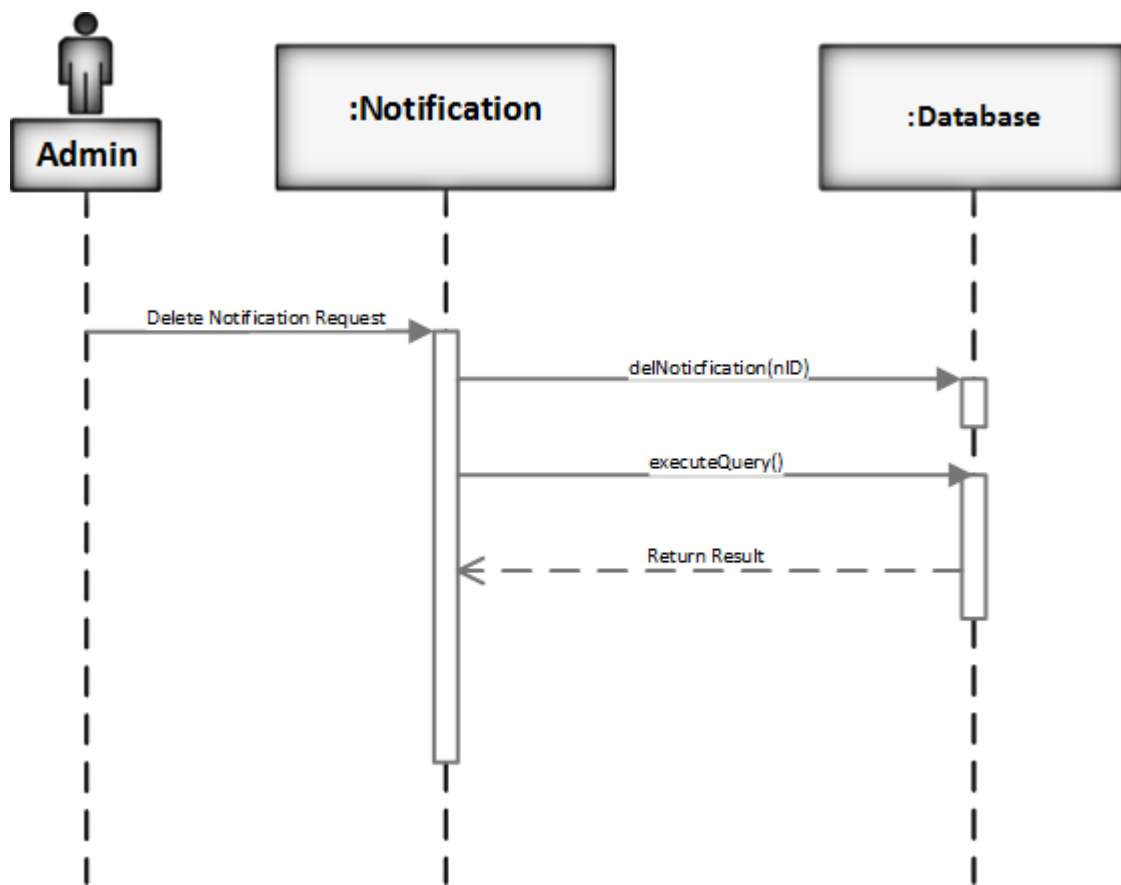 Admin
:Notification
:Database
Delete Notification Request
delNoticfication(nID)
executeQuery()
Return Result